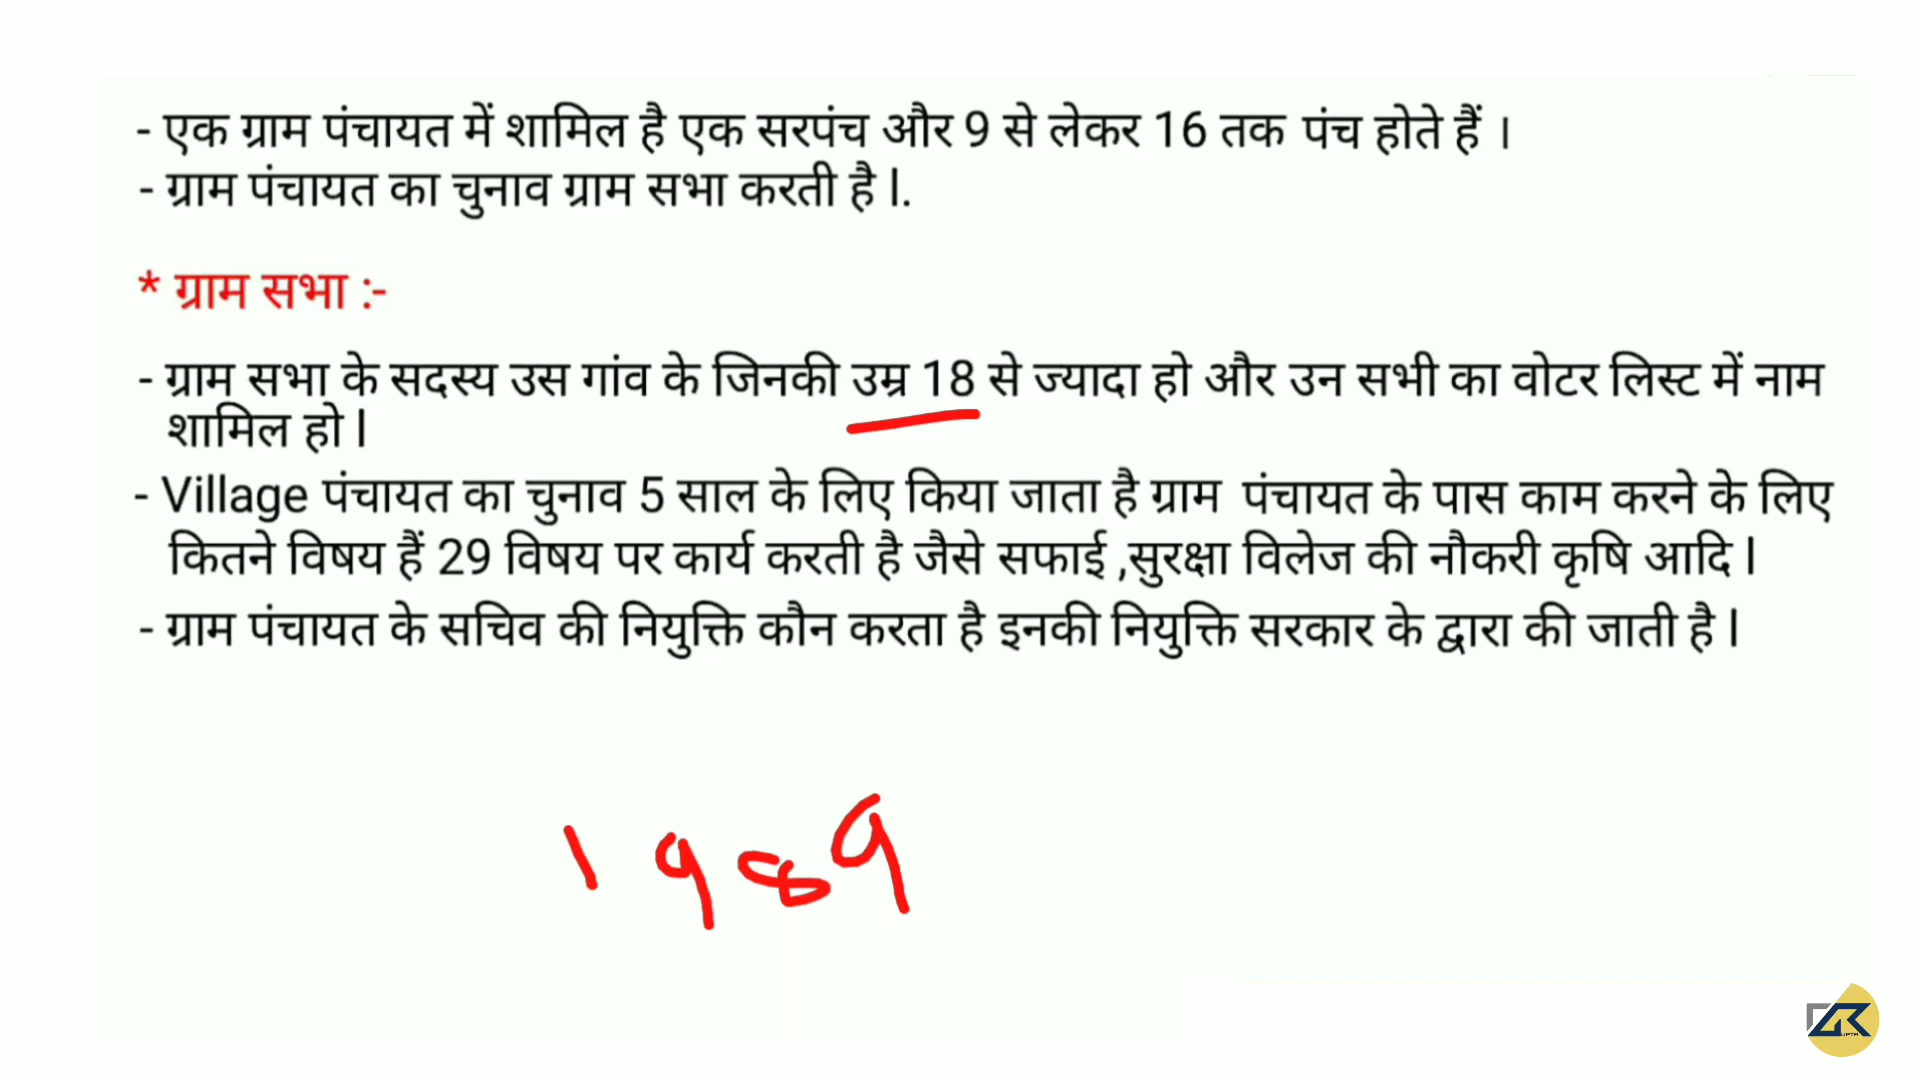 - एक ग्राम पंचायत में शामिल है एक सरपंच और 9 से लेकर 16 तक पंच होते हैं ।
- ग्राम पंचायत का चुनाव ग्राम सभा करती है l.
* ग्राम सभा :-
- ग्राम सभा के सदस्य उस गांव के जिनकी उम्र 18 से ज्यादा हो और उन सभी का वोटर लिस्ट में नाम
शामिल हो l
- Village पंचायत का चुनाव 5 साल के लिए किया जाता है ग्राम पंचायत के पास काम करने के लिए
कितने विषय हैं 29 विषय पर कार्य करती है जैसे सफाई ,सुरक्षा विलेज की नौकरी कृषि आदि l
- ग्राम पंचायत के सचिव की नियुक्ति कौन करता है इनकी नियुक्ति सरकार के द्वारा की जाती है l
1989